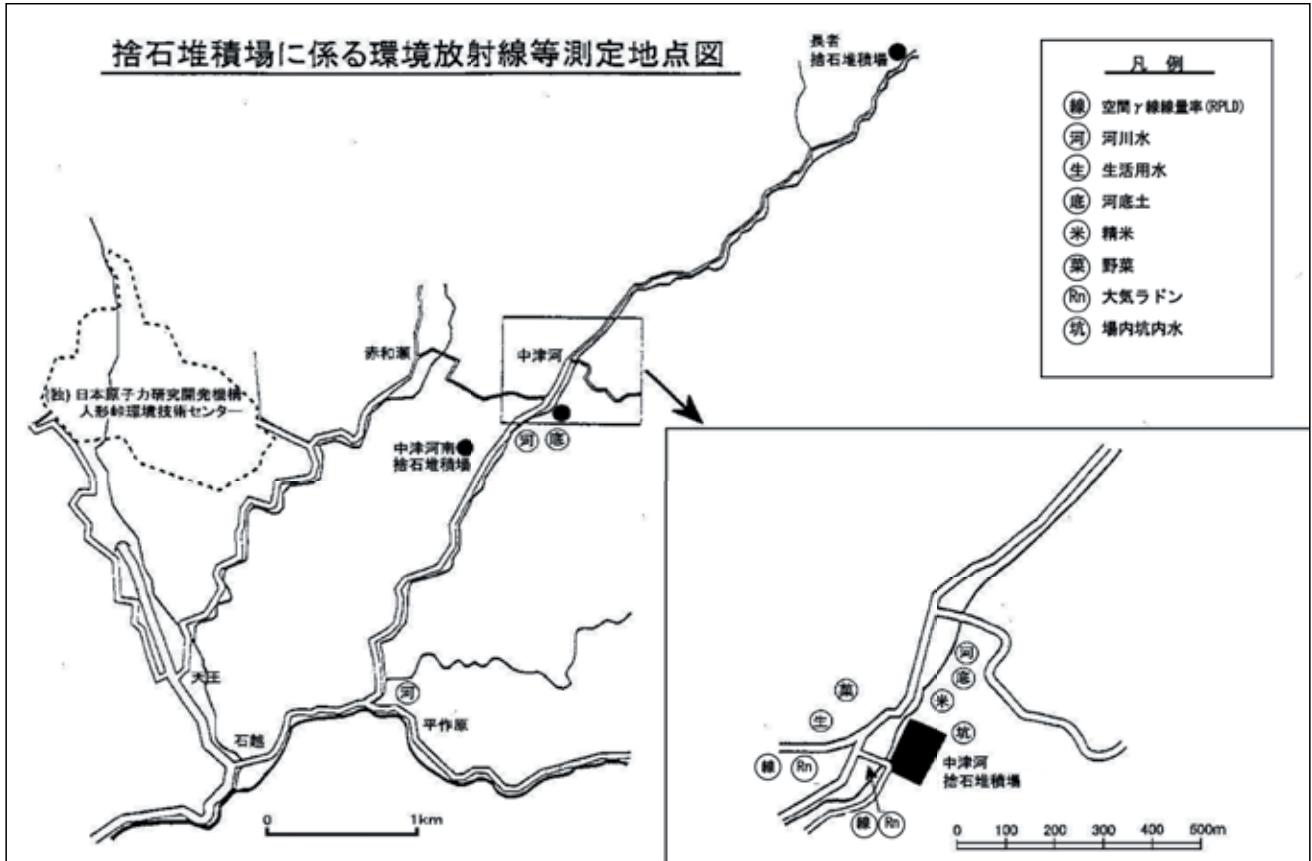 捨石堆積場に係る環境放射線等測定地点図
長者
捨石堆積場
凡 例
線 空間γ線線量率(RPLD)
河 河川水
生 生活用水
底 河底土
米 精米
菜 野菜
Rn 大気ラドン
坑 場内坑内水
赤和瀬
中津河
(独)日本原子力研究開発機構
人形峠環境技術センター
中津河南
捨石堆積場
河 底
天王
石越
河
平作原
0 1km
河
底
菜
米
生
坑
線 Rn
中津河
捨石堆積場
線 Rn
0 100 200 300 400 500m